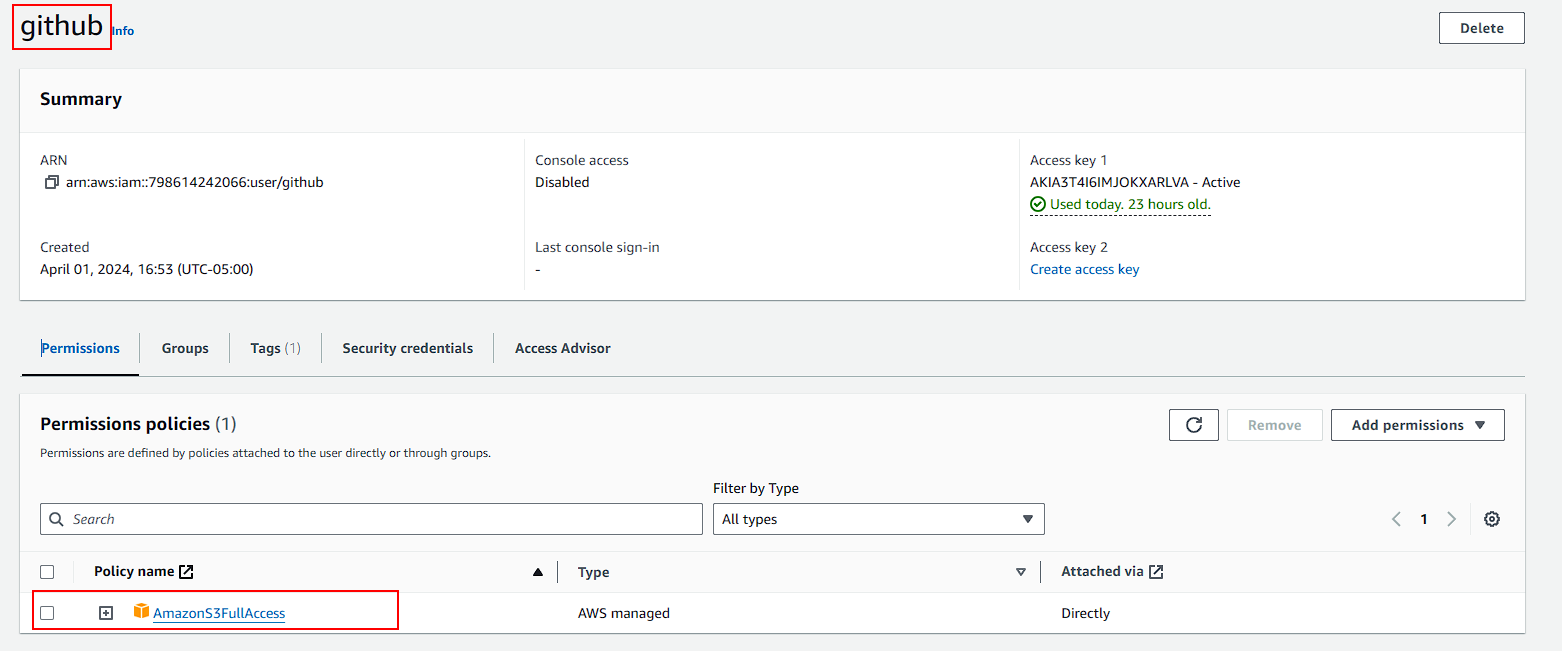 github Info
Delete
Summary
ARN
arn:aws:iam::798614242066:user/github
Console access
Disabled
Access key 1
AKIA3T4I6IMJOKXARLVA - Active
Used today. 23 hours old.
Created
April 01, 2024, 16:53 (UTC-05:00)
Last console sign-in
-
Access key 2
Create access key
Permissions
Groups
Tags (1)
Security credentials
Access Advisor
Permissions policies (1)
Permissions are defined by policies attached to the user directly or through groups.
Remove
Add permissions
Filter by Type
Search
All types
1
Policy name
Type
Attached via
AmazonS3FullAccess
AWS managed
Directly